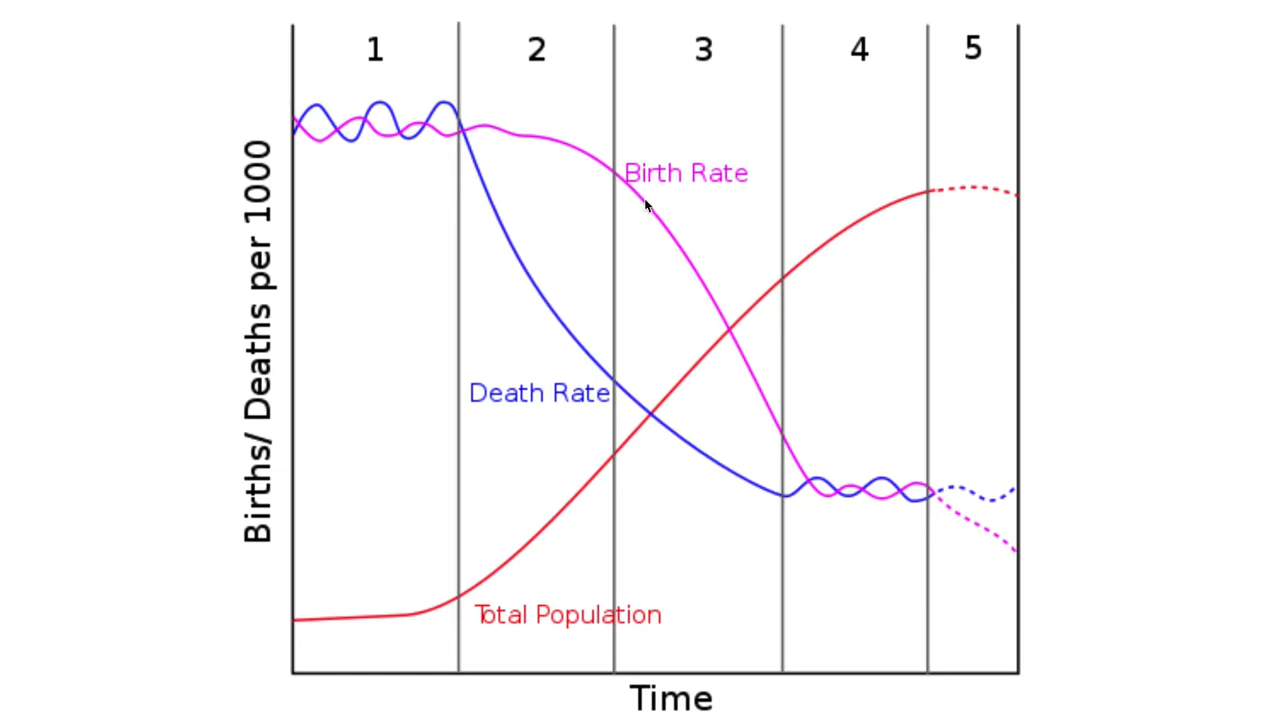 1
2
3
4
5
Births/ Deaths per 1000
Birth Rate
Death Rate
Total Population
Time